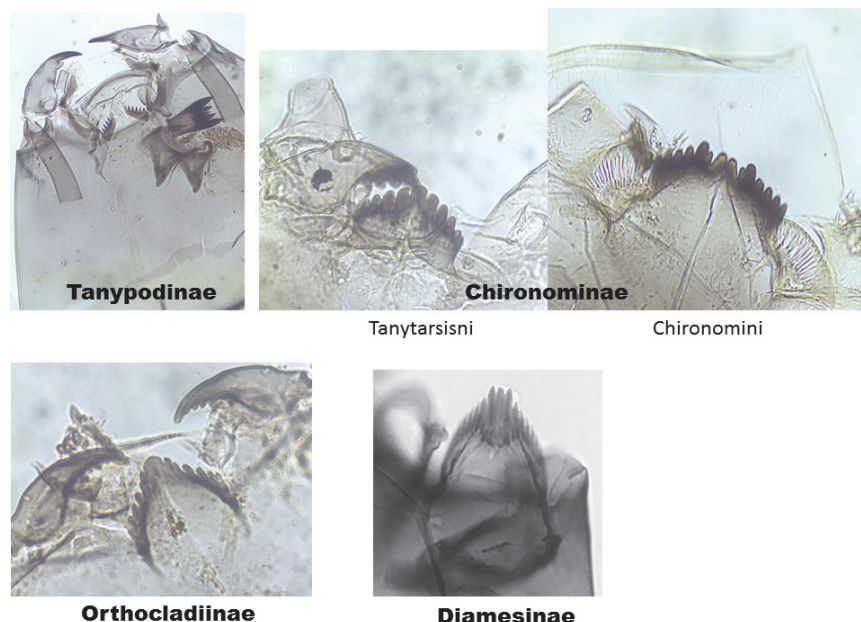 Tanypodinae
Chironominae
Tanytarsisni
Chironomini
Orthocladiinae
Diamesinae